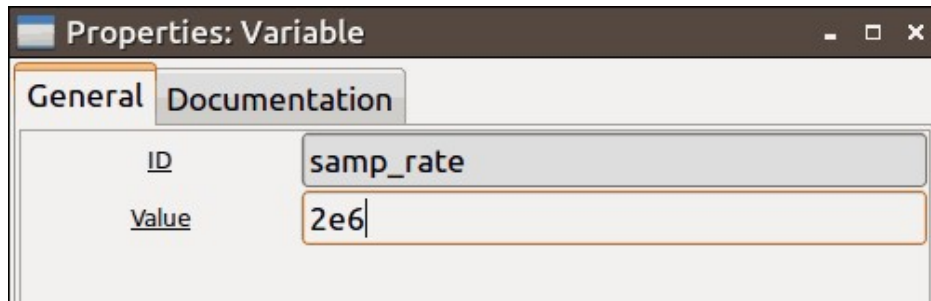 Properties: Variable
General Documentation
ID samp_rate
Value 2e6